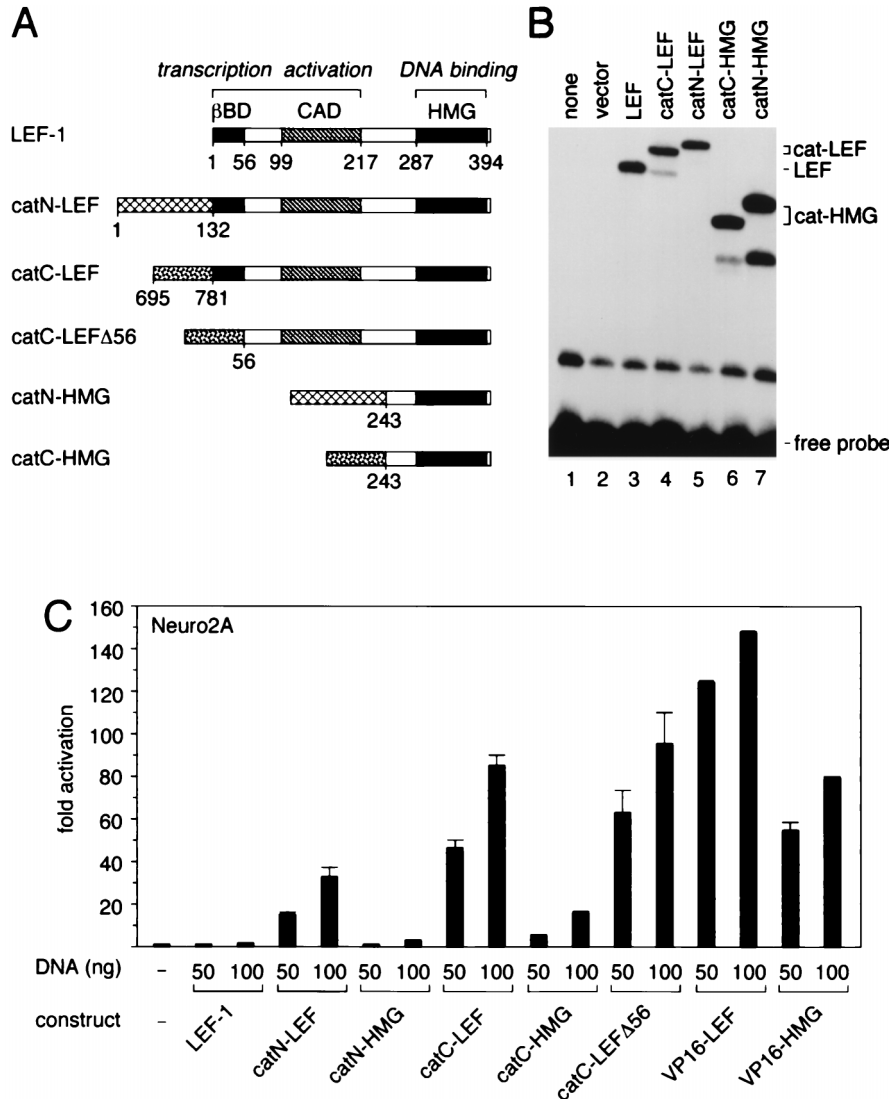 A
transcription activation DNA binding
βBD CAD HMG
LEF-1
1 56 99 217 287 394
catN-LEF
1 132
catC-LEF
695 781
catC-LEFΔ56
56
catN-HMG
243
catC-HMG
243
B
none
vector
LEF
catC-LEF
catN-LEF
catC-HMG
catN-HMG
cat-LEF
LEF
cat-HMG
free probe
1 2 3 4 5 6 7
C
Neuro2A
fold activation
160
140
120
100
80
60
40
20
DNA (ng) – 50 100 50 100 50 100 50 100 50 100 50 100 50 100 50 100
construct –
LEF-1
catN-LEF
catN-HMG
catC-LEF
catC-HMG
catC-LEFΔ56
VP16-LEF
VP16-HMG